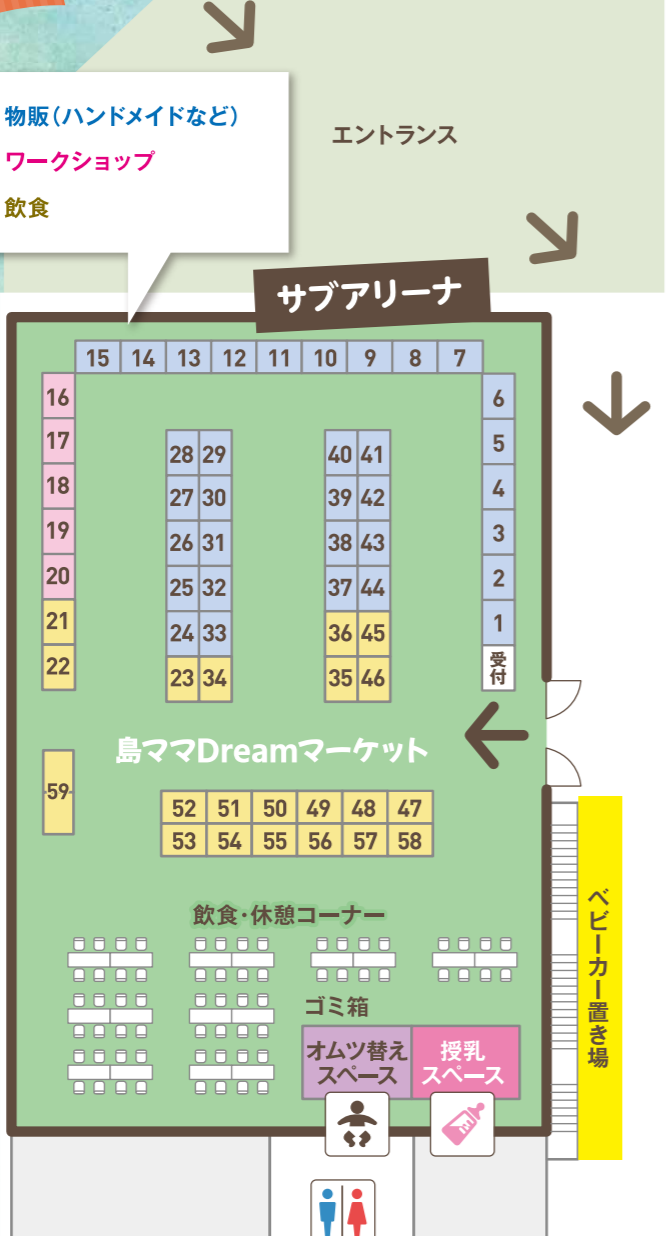 物販（ハンドメイドなど）
ワークショップ
飲食
エントランス
サブアリーナ
15 14 13 12 11 10 9 8 7
16
17
18
19
20
21
22
28 29
27 30
26 31
25 32
24 33
23 34
40 41
39 42
38 43
37 44
36 45
35 46
6
5
4
3
2
1
受付
島ママDreamマーケット
59
52 51 50 49 48 47
53 54 55 56 57 58
飲食・休憩コーナー
ゴミ箱
オムツ替え
スペース
授乳
スペース
ベビーカー置き場